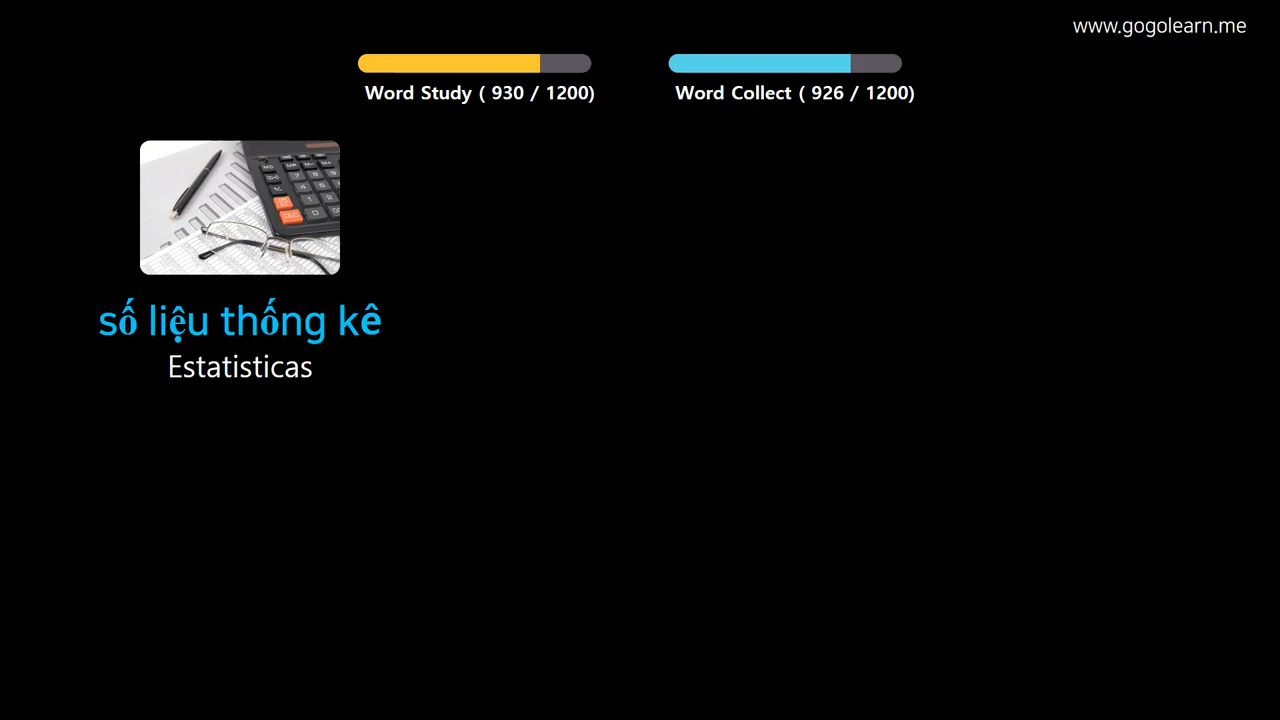 www.gogolearn.me
Word Study ( 930 / 1200)
Word Collect ( 926 / 1200)
số liệu thống kê
Estatisticas